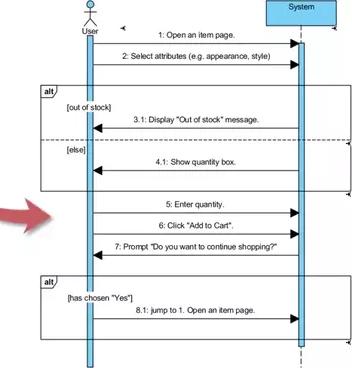 System
User
1: Open an item page.
2: Select attributes (e.g. appearance, style)
alt
[out of stock]
3.1: Display "Out of stock" message.
[else]
4.1: Show quantity box.
5: Enter quantity.
6: Click "Add to Cart".
7: Prompt "Do you want to continue shopping?"
alt
[has chosen "Yes"]
8.1: jump to 1. Open an item page.